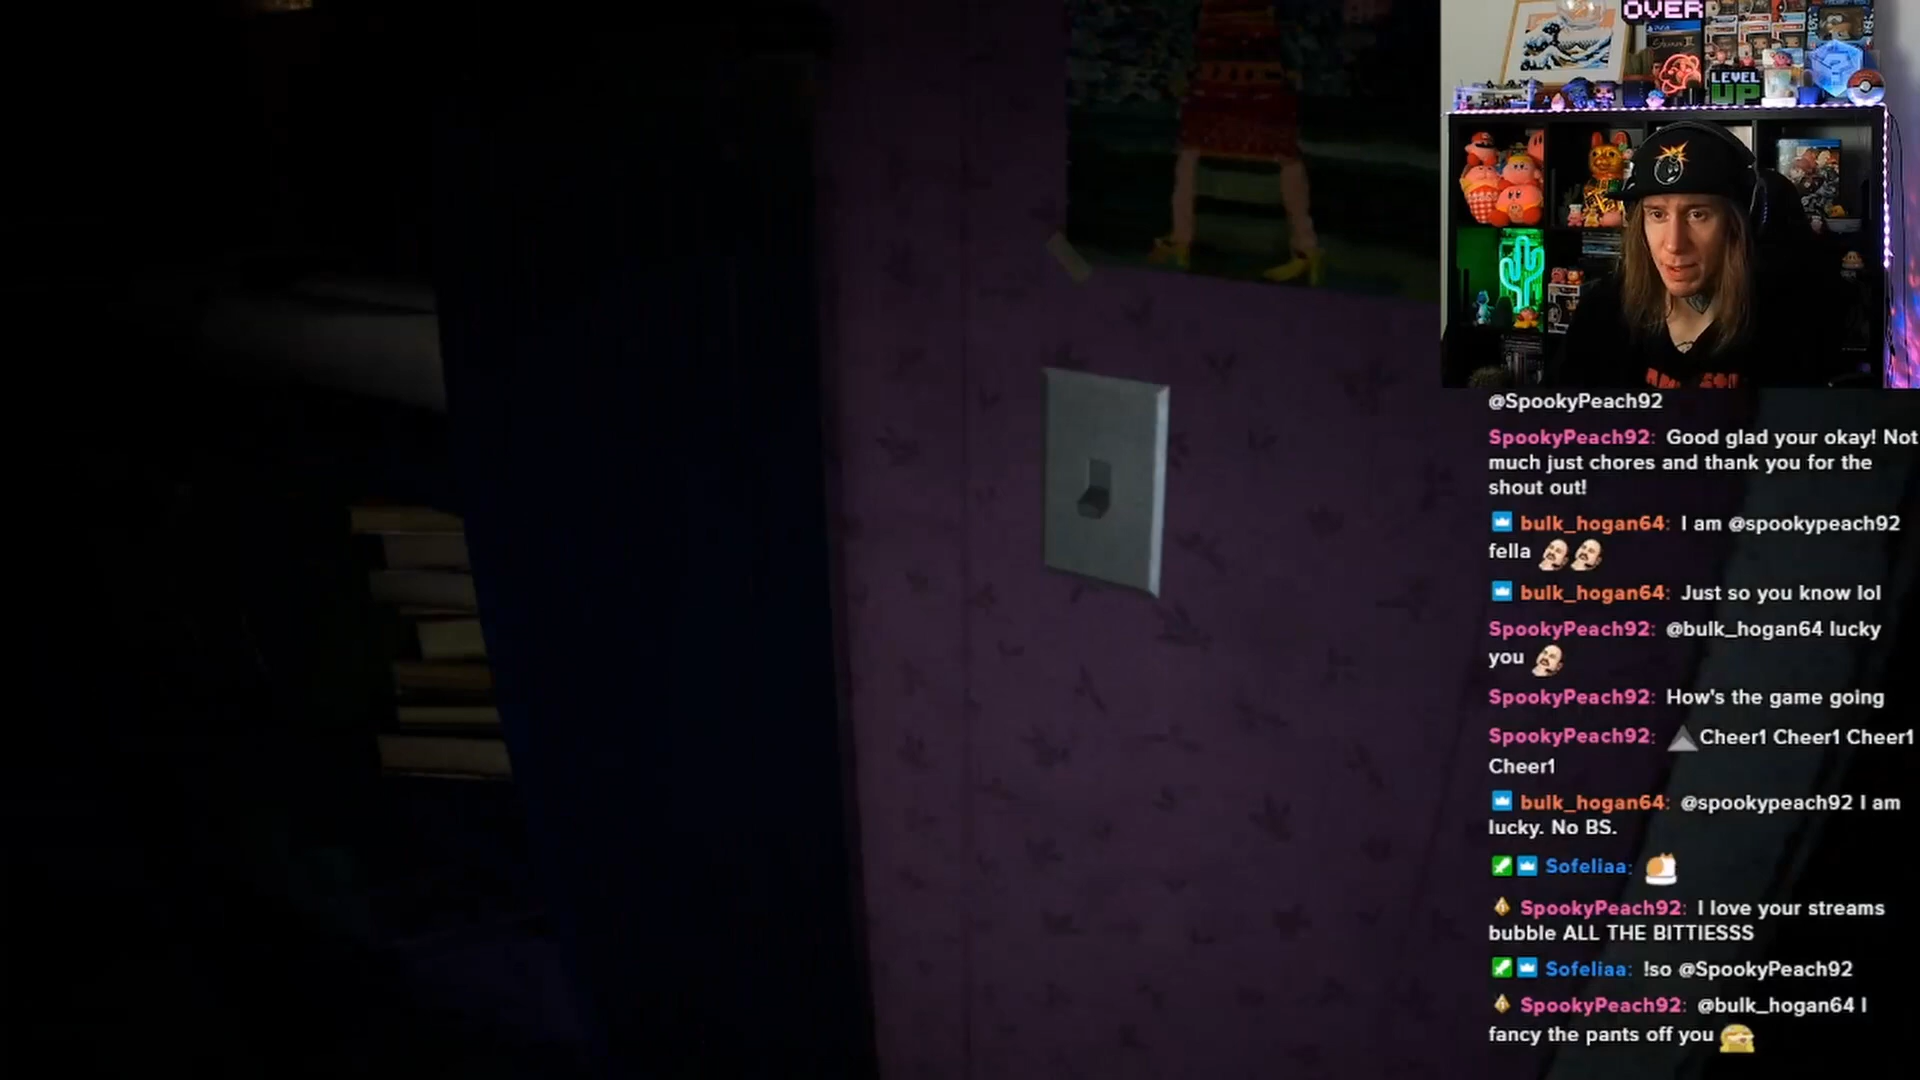 OVER
LEVEL
UP
@SpookyPeach92
SpookyPeach92: Good glad your okay! Not
much just chores and thank you for the
shout out!
bulk_hogan64: I am @spookypeach92
fella
bulk_hogan64: Just so you know lol
SpookyPeach92: @bulk_hogan64 lucky
you
SpookyPeach92: How's the game going
SpookyPeach92: Cheer1 Cheer1 Cheer1
Cheer1
bulk_hogan64: @spookypeach92 I am
lucky. No BS.
Sofeliaa:
SpookyPeach92: I love your streams
bubble ALL THE BITTIESSS
Sofeliaa: !so @SpookyPeach92
SpookyPeach92: @bulk_hogan64 I
fancy the pants off you